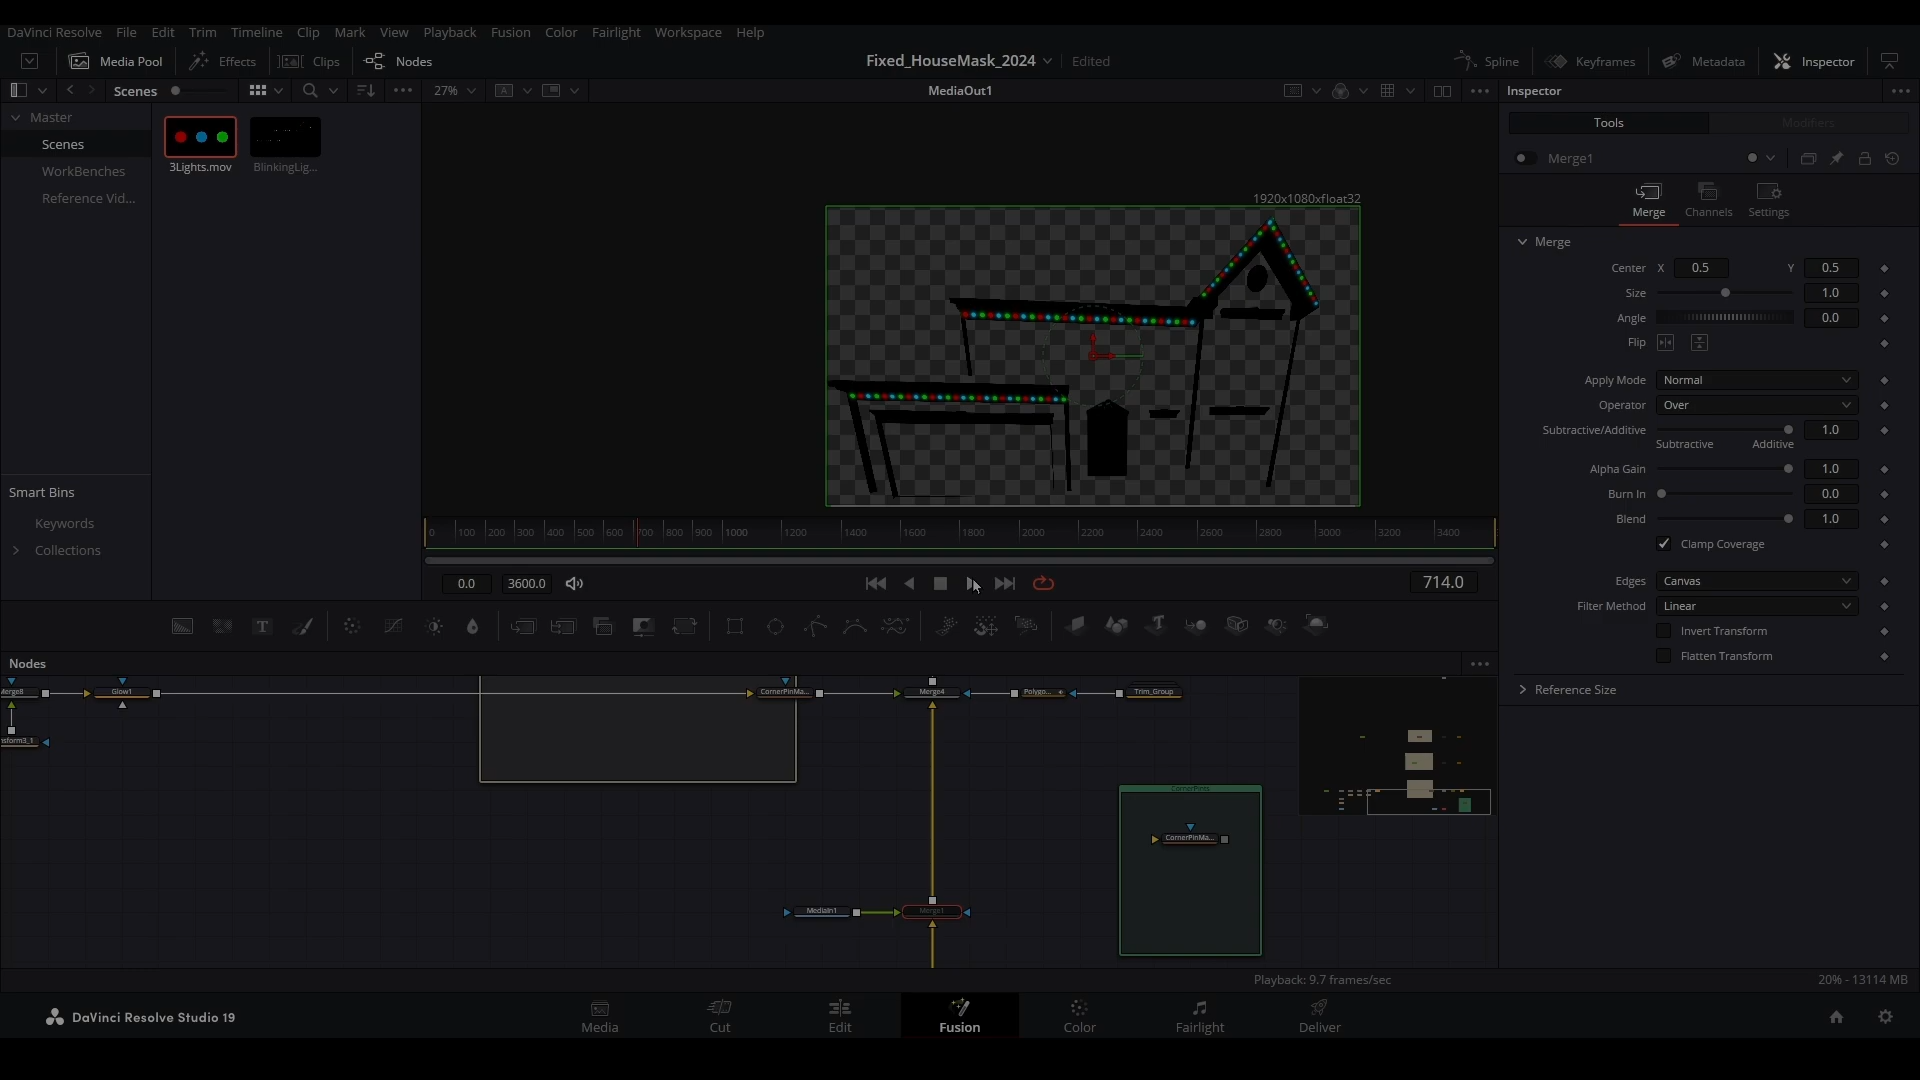 DaVinci Resolve File Edit Trim Timeline Clip Mark View Playback Fusion Color Fairlight Workspace Help
Media Pool Effects Clips Nodes Fixed_HouseMask_2024 Edited Spline Keyframes Metadata Inspector
Scenes 27% MediaOut1 Inspector
Master
Scenes
WorkBenches
Reference Vid...
3Lights.mov BlinkingLig...
Smart Bins
Keywords
Collections
1920x1080xfloat32
0 100 200 300 400 500 600 700 800 900 1000 1200 1400 1600 1800 2000 2200 2400 2600 2800 3000 3200 3400
0.0 3600.0 714.0
Tools Modifiers
Merge1
Merge Channels Settings
Merge
Center X 0.5 Y 0.5
Size 1.0
Angle 0.0
Flip
Apply Mode Normal
Operator Over
Subtractive/Additive 1.0
Subtractive Additive
Alpha Gain 1.0
Burn In 0.0
Blend 1.0
Clamp Coverage
Edges Canvas
Filter Method Linear
Invert Transform
Flatten Transform
Reference Size
Nodes
Merge8 Glow1 CornerPinMa... Merge4 Polygo... Trim_Group
nsform3_1
CornerPins
CornerPinMa...
MediaIn1 Merge1
Playback: 9.7 frames/sec 20% - 13114 MB
DaVinci Resolve Studio 19
Media Cut Edit Fusion Color Fairlight Deliver